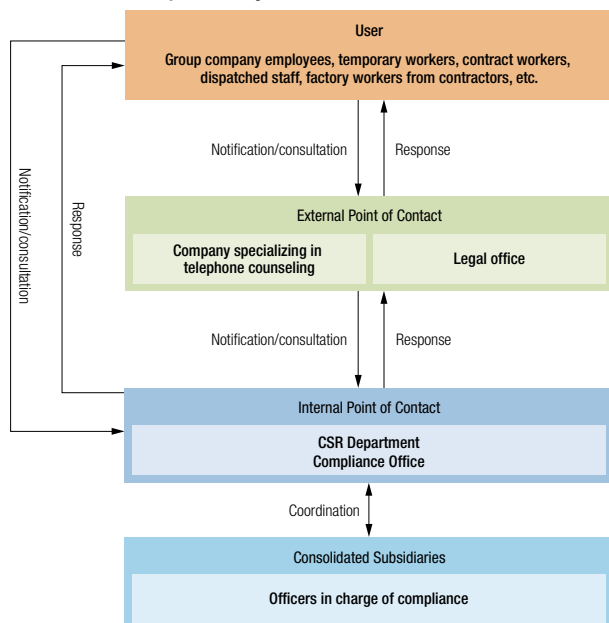 User
Group company employees, temporary workers, contract workers,
dispatched staff, factory workers from contractors, etc.
Notification/consultation
Response
Notification/consultation
Response
External Point of Contact
Company specializing in
telephone counseling
Legal office
Notification/consultation
Response
Internal Point of Contact
CSR Department
Compliance Office
Coordination
Consolidated Subsidiaries
Officers in charge of compliance